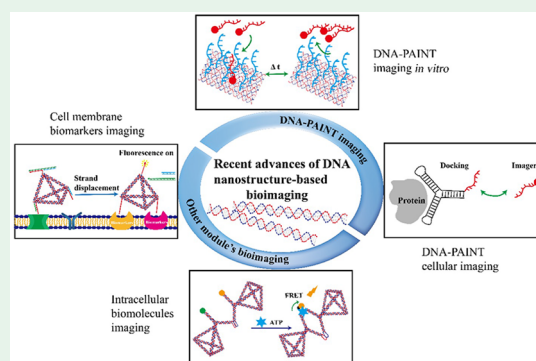 Δ t
DNA-PAINT
imaging in vitro
Cell membrane
biomarkers imaging
Fluorescence on
Strand
displacement
DNA-PAINT imaging
Recent advances of DNA
nanostructure-based
bioimaging
Other module's bioimaging
Docking
Imager
Protein
DNA-PAINT
cellular imaging
Intracellular
biomolecules
imaging
FRET
ATP